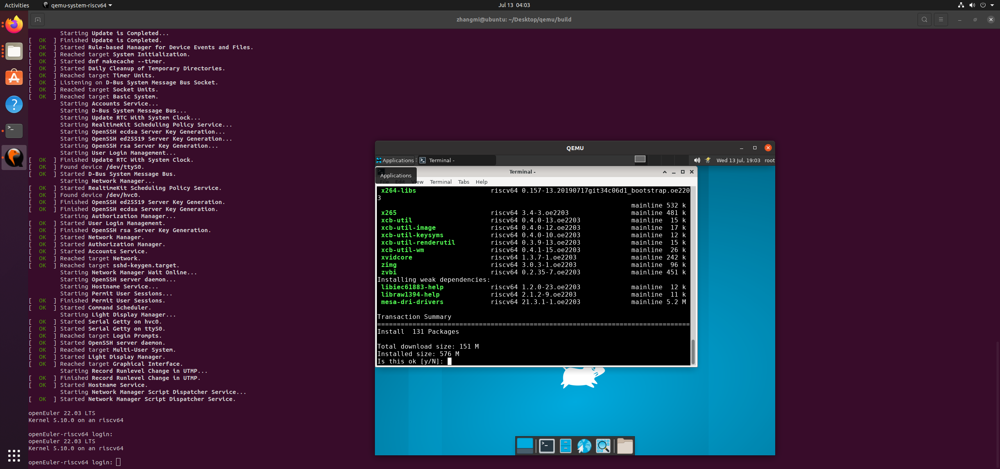 Activities
qemu-system-riscv64
Jul 13 04:03
zhangmi@ubuntu: ~/Desktop/qemu/build
Starting Update is Completed...
[ OK ] Finished Update is Completed.
[ OK ] Started Rule-based Manager for Device Events and Files.
[ OK ] Reached target System Initialization.
[ OK ] Started dnf makecache --timer.
[ OK ] Started Daily Cleanup of Temporary Directories.
[ OK ] Reached target Timer Units.
[ OK ] Listening on D-Bus System Message Bus Socket.
[ OK ] Reached target Socket Units.
[ OK ] Reached target Basic System.
Starting Accounts Service...
Starting D-Bus System Message Bus...
Starting Update RTC With System Clock...
Starting RealtimeKit Scheduling Policy Service...
Starting OpenSSH ecdsa Server Key Generation...
Starting OpenSSH ed25519 Server Key Generation...
Starting OpenSSH rsa Server Key Generation...
Starting User Login Management...
[ OK ] Finished Update RTC With System Clock.
[ OK ] Found device /dev/ttyS0.
[ OK ] Started D-Bus System Message Bus.
Starting Network Manager...
[ OK ] Started RealtimeKit Scheduling Policy Service.
[ OK ] Found device /dev/hvc0.
[ OK ] Finished OpenSSH ed25519 Server Key Generation.
[ OK ] Finished OpenSSH ecdsa Server Key Generation.
Starting Authorization Manager...
[ OK ] Started User Login Management.
[ OK ] Finished OpenSSH rsa Server Key Generation.
[ OK ] Started Network Manager.
[ OK ] Started Authorization Manager.
[ OK ] Started Accounts Service.
[ OK ] Reached target Network.
[ OK ] Reached target sshd-keygen.target.
Starting Network Manager Wait Online...
Starting OpenSSH server daemon...
Starting Hostname Service...
Starting Permit User Sessions...
[ OK ] Finished Permit User Sessions.
[ OK ] Started Command Scheduler.
Starting Light Display Manager...
[ OK ] Started Serial Getty on hvc0.
[ OK ] Started Serial Getty on ttyS0.
[ OK ] Reached target Login Prompts.
[ OK ] Started OpenSSH server daemon.
[ OK ] Reached target Multi-User System.
[ OK ] Started Light Display Manager.
[ OK ] Reached target Graphical Interface.
Starting Record Runlevel Change in UTMP...
[ OK ] Finished Record Runlevel Change in UTMP.
[ OK ] Started Hostname Service.
Starting Network Manager Script Dispatcher Service...
[ OK ] Started Network Manager Script Dispatcher Service.
openEuler 22.03 LTS
Kernel 5.10.0 on an riscv64
openEuler-riscv64 login:
openEuler 22.03 LTS
Kernel 5.10.0 on an riscv64
openEuler-riscv64 login:
QEMU
Applications
Terminal -
Wed 13 Jul, 19:03 root
Terminal -
Applications
File Edit View Terminal Tabs Help
x264-libs riscv64 0.157-13.20190717git34c06d1_bootstrap.oe220
3
mainline 532 k
x265 riscv64 3.4-3.oe2203 mainline 481 k
xcb-util riscv64 0.4.0-13.oe2203 mainline 15 k
xcb-util-image riscv64 0.4.0-12.oe2203 mainline 17 k
xcb-util-keysyms riscv64 0.4.0-10.oe2203 mainline 12 k
xcb-util-renderutil riscv64 0.3.9-13.oe2203 mainline 15 k
xcb-util-wm riscv64 0.4.1-15.oe2203 mainline 26 k
xvidcore riscv64 1.3.7-1.oe2203 mainline 242 k
zimg riscv64 3.0.3-1.oe2203 mainline 96 k
zvbi riscv64 0.2.35-7.oe2203 mainline 451 k
Installing weak dependencies:
libiec61883-help riscv64 1.2.0-23.oe2203 mainline 12 k
libraw1394-help riscv64 2.1.2-9.oe2203 mainline 11 k
mesa-dri-drivers riscv64 21.3.1-1.oe2203 mainline 5.2 M
Transaction Summary
================================================================================
Install 131 Packages
Total download size: 151 M
Installed size: 576 M
Is this ok [y/N]: